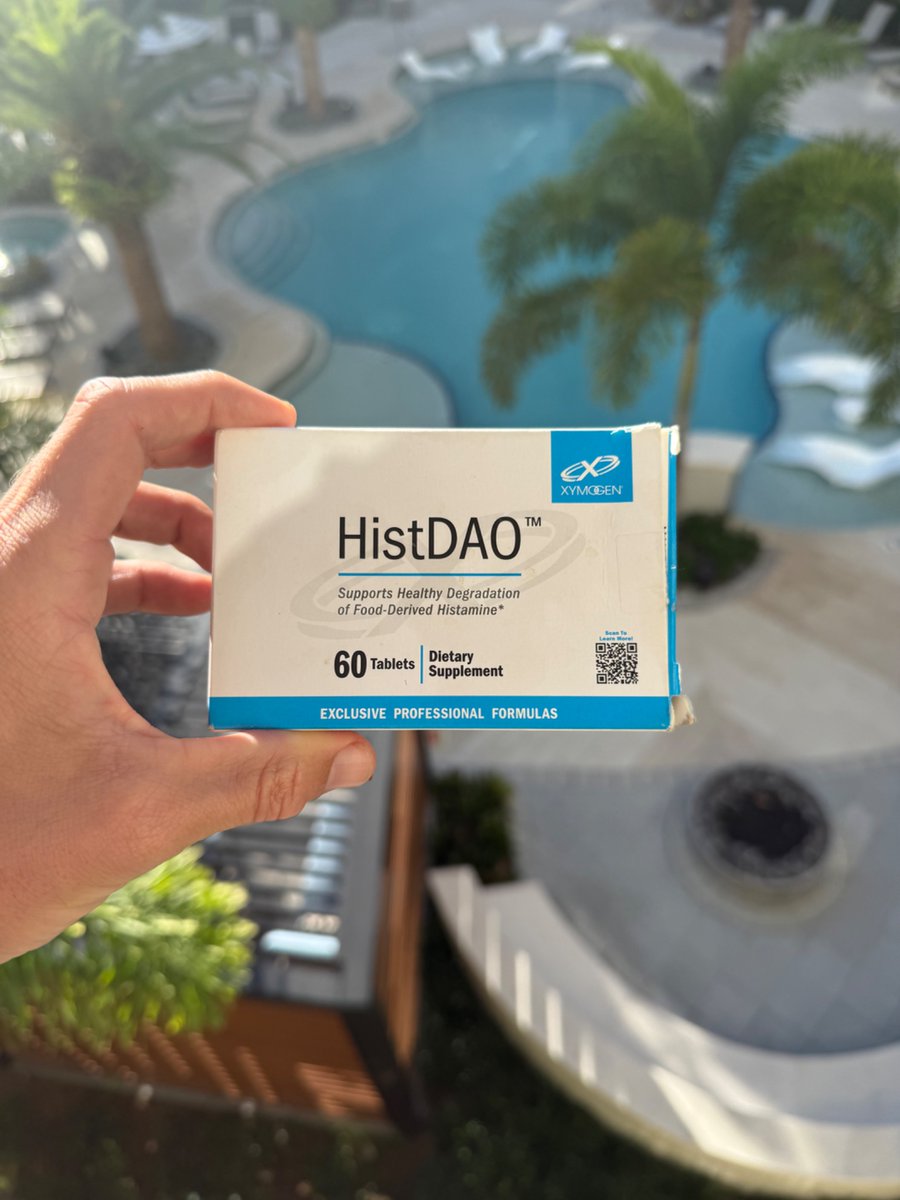 XYMOGEN®
HistDAO™
Supports Healthy Degradation
of Food-Derived Histamine*
60 Tablets
Dietary
Supplement
Scan To
Learn More!
EXCLUSIVE PROFESSIONAL FORMULAS